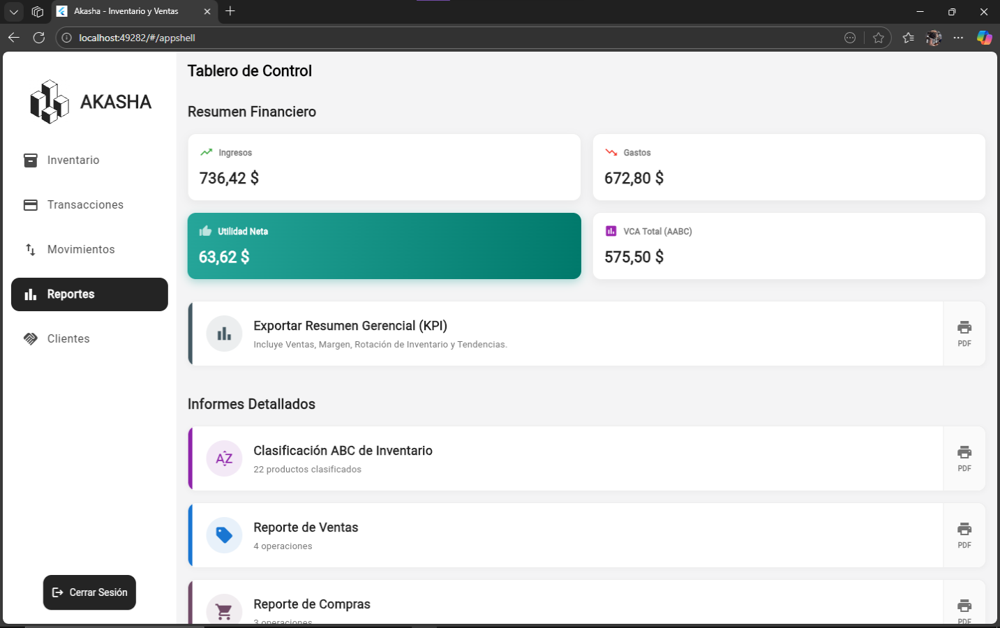 Akasha - Inventario y Ventas
localhost:49282/#/appshell
AKASHA
Inventario
Transacciones
Movimientos
Reportes
Clientes
Cerrar Sesión
Tablero de Control
Resumen Financiero
Ingresos
736,42 $
Gastos
672,80 $
Utilidad Neta
63,62 $
VCA Total (AABC)
575,50 $
Exportar Resumen Gerencial (KPI)
Incluye Ventas, Margen, Rotación de Inventario y Tendencias.
PDF
Informes Detallados
AZ
Clasificación ABC de Inventario
22 productos clasificados
PDF
Reporte de Ventas
4 operaciones
PDF
Reporte de Compras
3 operaciones
PDF